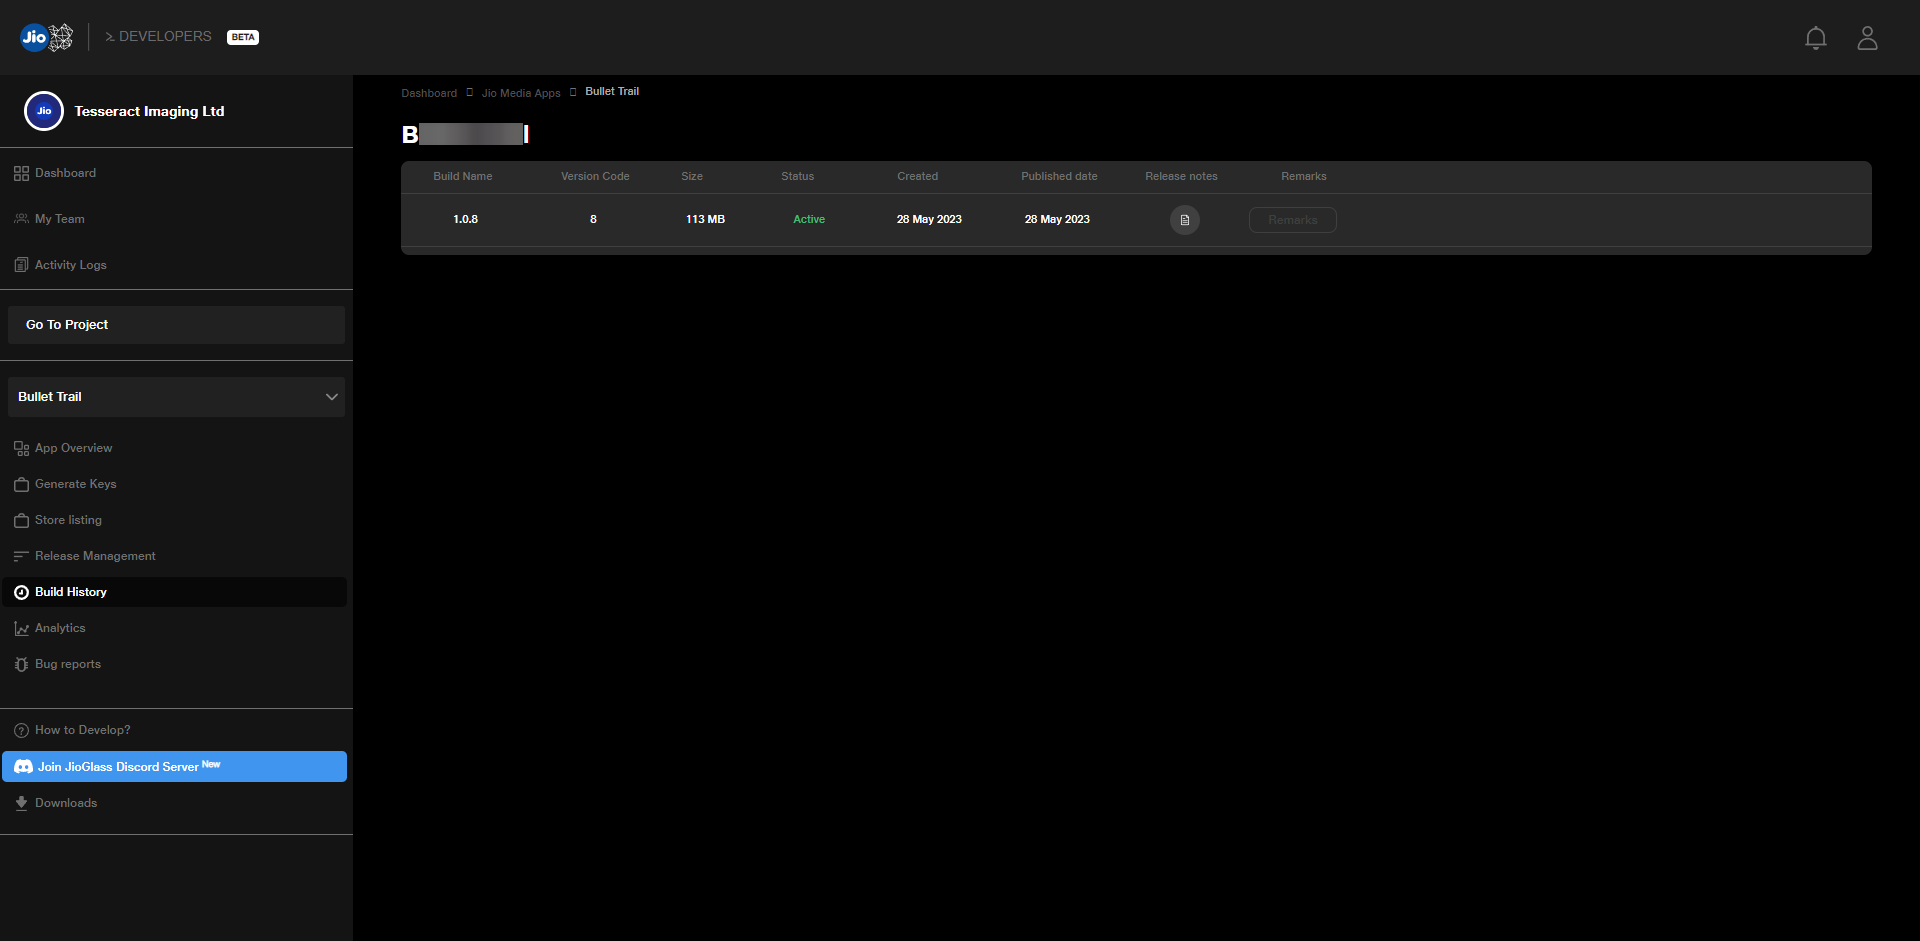 Jio
>_ DEVELOPERS BETA
Jio
Tesseract Imaging Ltd
Dashboard
My Team
Activity Logs
Go To Project
Bullet Trail
App Overview
Generate Keys
Store listing
Release Management
Build History
Analytics
Bug reports
How to Develop?
Join JioGlass Discord Server New
Downloads
Dashboard Jio Media Apps Bullet Trail
Build Name Version Code Size Status Created Published date Release notes Remarks
1.0.8 8 113 MB Active 28 May 2023 28 May 2023 Remarks